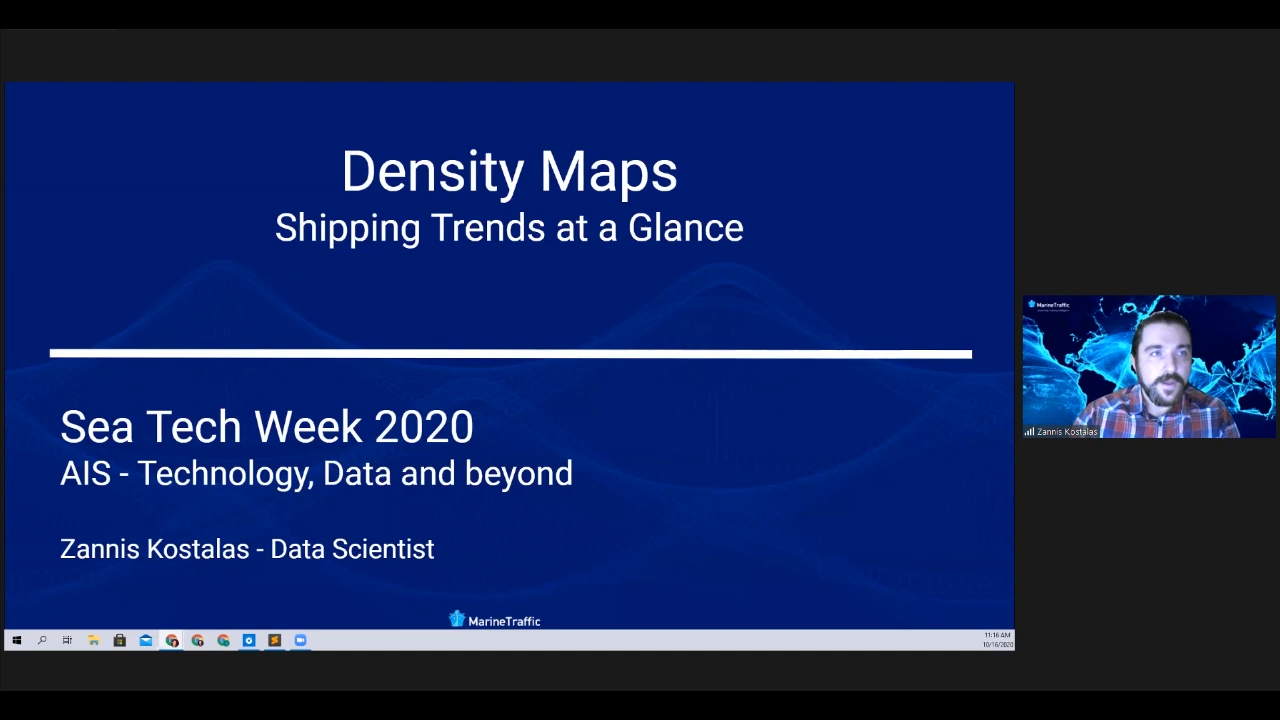 Density Maps
Shipping Trends at a Glance
Sea Tech Week 2020
AIS - Technology, Data and beyond
Zannis Kostalas - Data Scientist
MarineTraffic
11:16 AM
10/16/2020
MarineTraffic
Zannis Kostalas